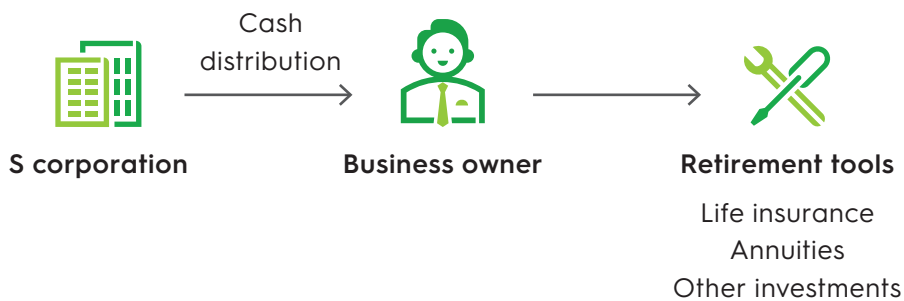 Cash
distribution
S corporation
Business owner
Retirement tools
Life insurance
Annuities
Other investments